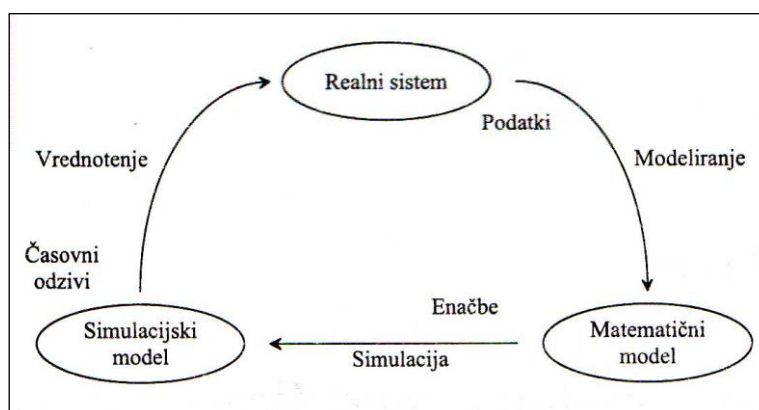 Realni sistem
Podatki
Vrednotenje
Modeliranje
Časovni
odzivi
Enačbe
Simulacijski
model
Matematični
model
Simulacija